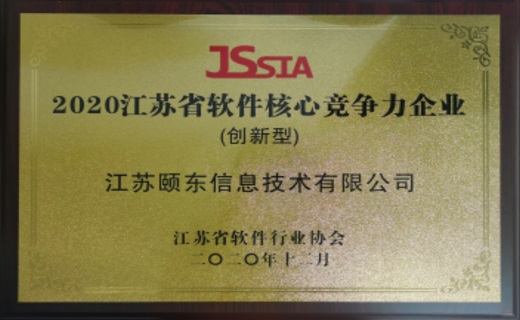 JSSIA
2020江苏省软件核心竞争力企业
(创新型)
江苏颐东信息技术有限公司
江苏省软件行业协会
二〇二〇年十二月